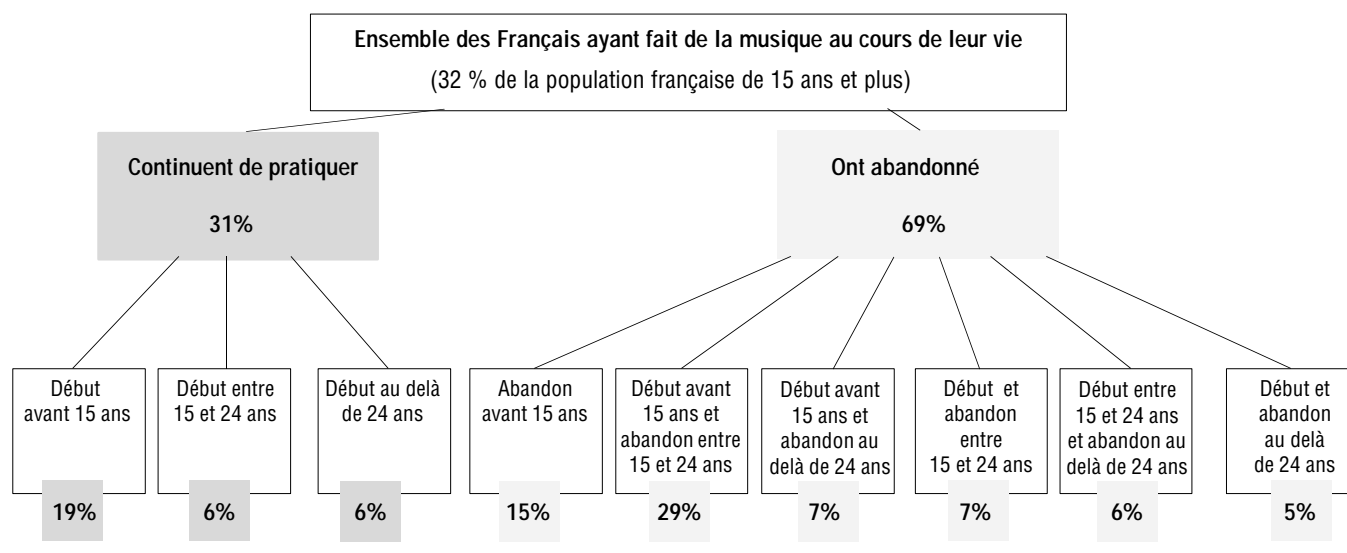 Ensemble des Français ayant fait de la musique au cours de leur vie
(32 % de la population française de 15 ans et plus)
Continuent de pratiquer
31%
Ont abandonné
69%
Début
avant 15 ans
19%
Début entre
15 et 24 ans
6%
Début au delà
de 24 ans
6%
Abandon
avant 15 ans
15%
Début avant
15 ans et
abandon entre
15 et 24 ans
29%
Début avant
15 ans et
abandon au
delà de 24 ans
7%
Début et
abandon
entre
15 et 24 ans
7%
Début entre
15 et 24 ans
et abandon au
delà de 24 ans
6%
Début et
abandon
au delà
de 24 ans
5%